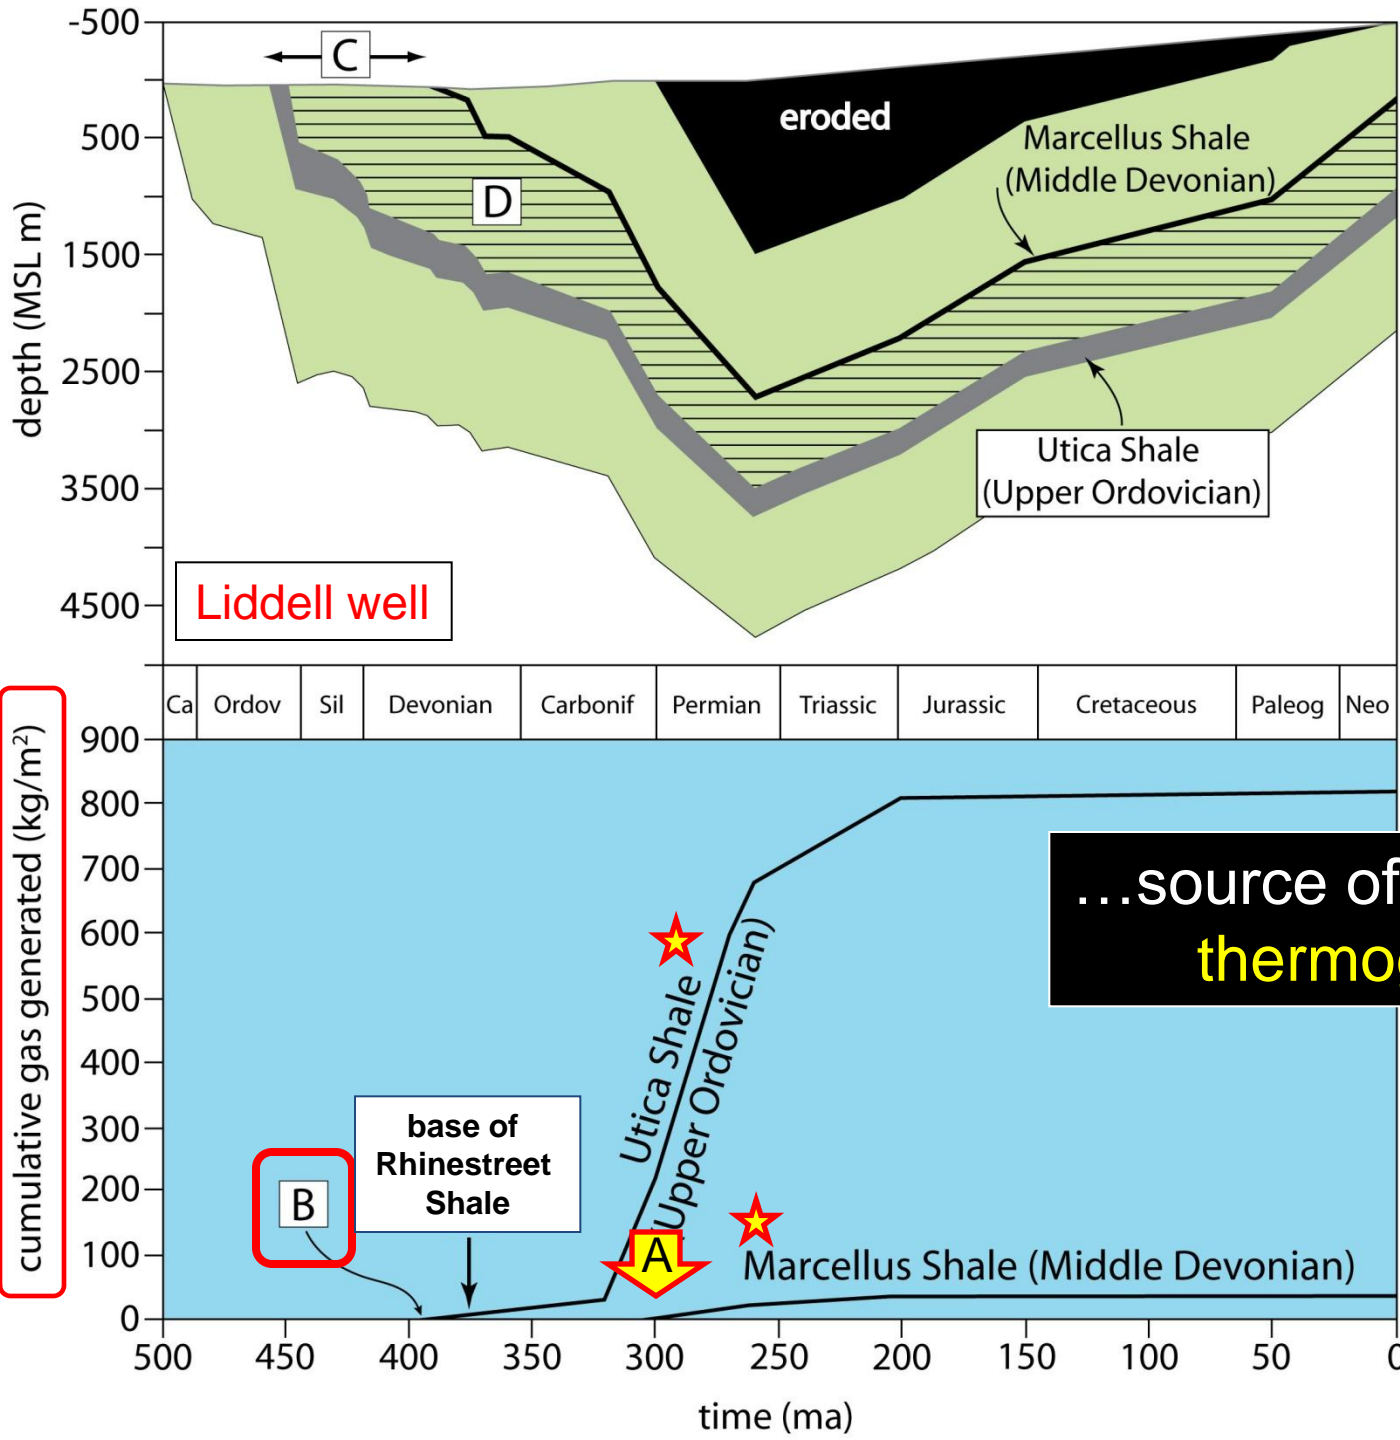 -500
500
1500
2500
3500
4500
depth (MSL m)
C
D
eroded
Marcellus Shale
(Middle Devonian)
Utica Shale
(Upper Ordovician)
Liddell well
Ca Ordov Sil Devonian Carbonif Permian Triassic Jurassic Cretaceous Paleog Neo
cumulative gas generated (kg/m²)
900
800
700
600
500
400
300
200
100
0
…source of
thermog
Utica Shale
(Upper Ordovician)
base of
Rhinestreet
Shale
B
A
Marcellus Shale (Middle Devonian)
500 450 400 350 300 250 200 150 100 50 0
time (ma)